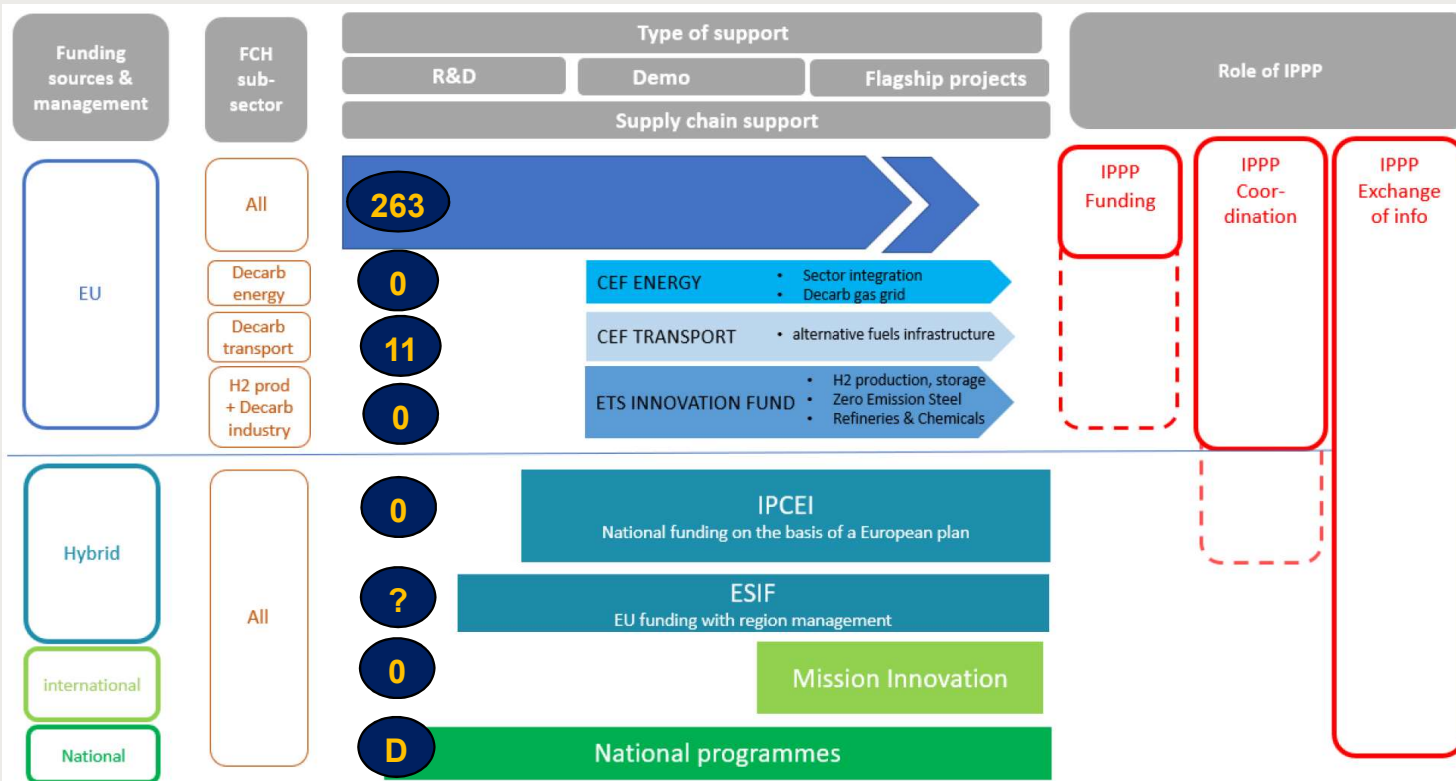 Funding
sources &
management
FCH
sub-
sector
Type of support
R&D
Demo
Flagship projects
Supply chain support
Role of IPPP
EU
All
263
IPPP
Funding
IPPP
Coor-
dination
IPPP
Exchange
of info
Decarb
energy
0
CEF ENERGY
• Sector integration
• Decarb gas grid
Decarb
transport
11
CEF TRANSPORT
• alternative fuels infrastructure
H2 prod
+ Decarb
industry
0
ETS INNOVATION FUND
• H2 production, storage
• Zero Emission Steel
• Refineries & Chemicals
Hybrid
All
0
IPCEI
National funding on the basis of a European plan
?
ESIF
EU funding with region management
international
0
Mission Innovation
National
D
National programmes